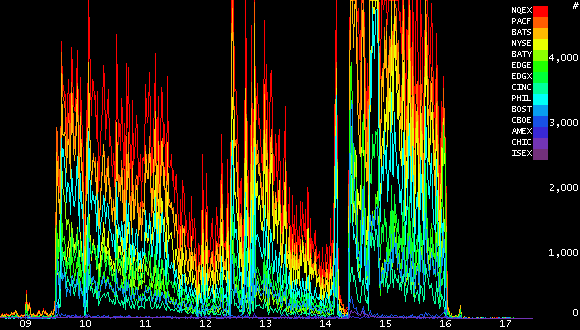 #
NQEX
PACF
BATS
NYSE
BATY
EDGE
EDGX
CINC
PHIL
BOST
CBOE
AMEX
CHIC
ISEX
4,000
3,000
2,000
1,000
0
09 10 11 12 13 14 15 16 17